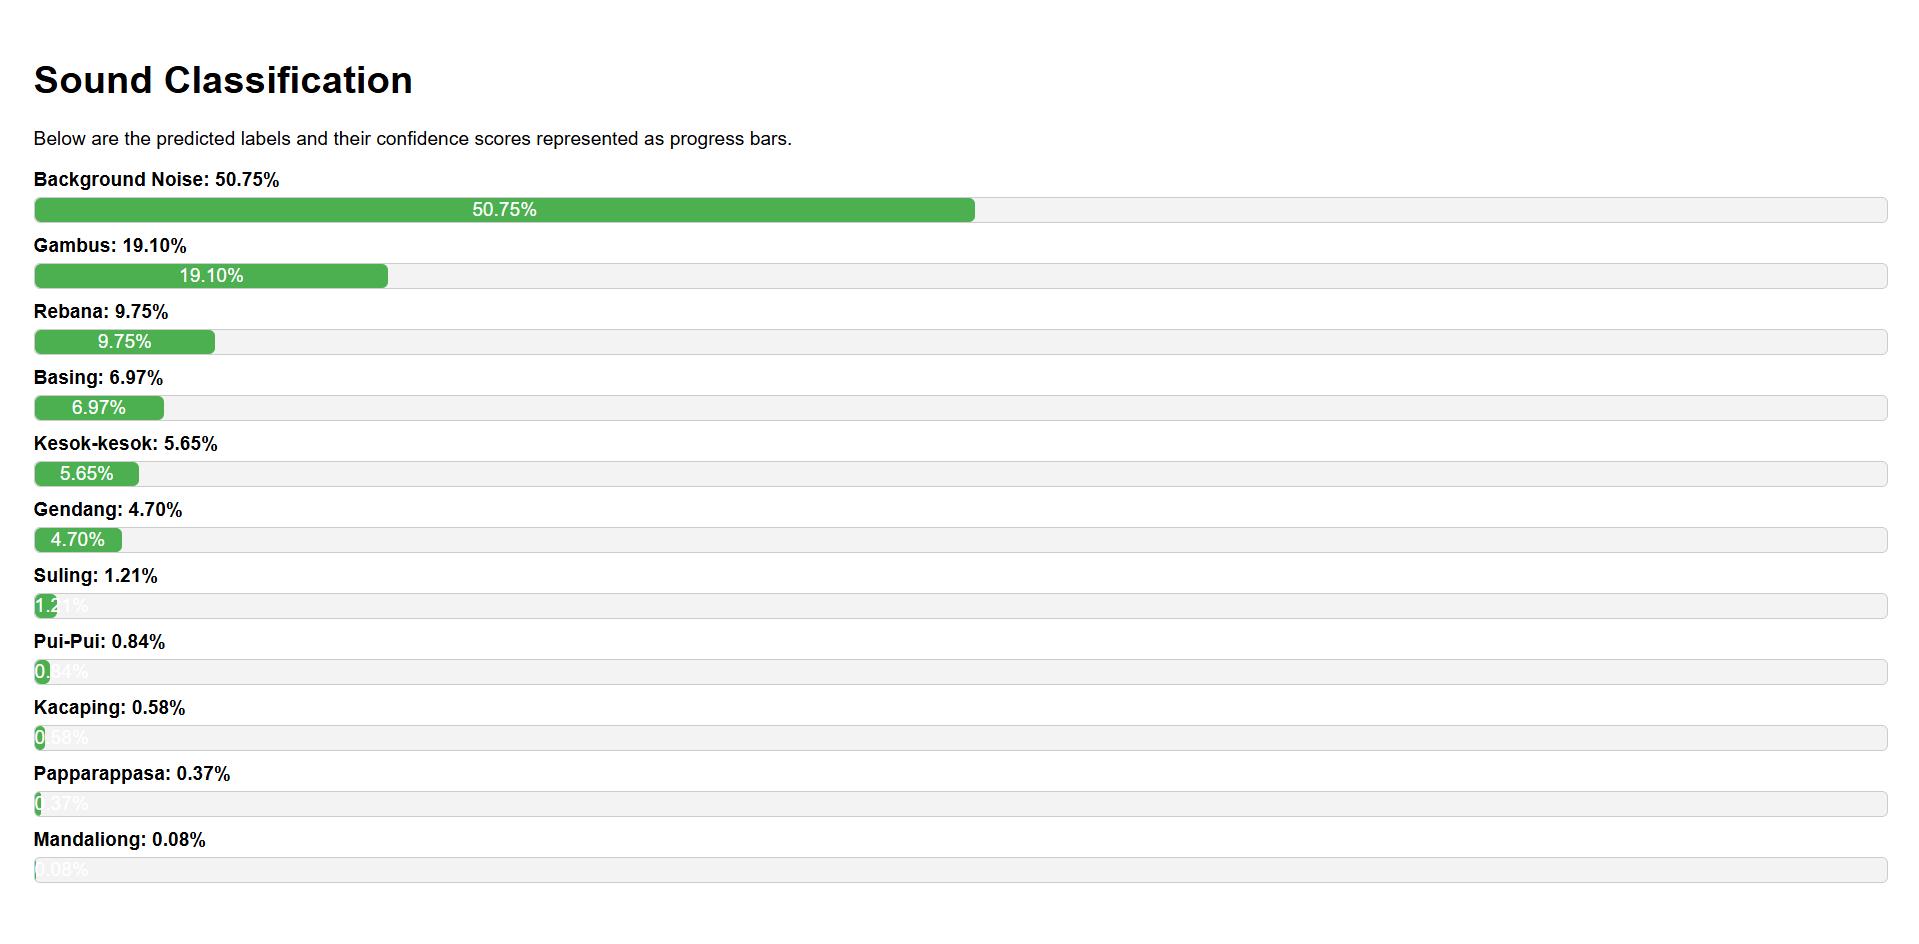 Sound Classification
Below are the predicted labels and their confidence scores represented as progress bars.
Background Noise: 50.75%
50.75%
Gambus: 19.10%
19.10%
Rebana: 9.75%
9.75%
Basing: 6.97%
6.97%
Kesok-kesok: 5.65%
5.65%
Gendang: 4.70%
4.70%
Suling: 1.21%
1.21%
Pui-Pui: 0.84%
0.84%
Kacaping: 0.58%
0.58%
Papparappasa: 0.37%
0.37%
Mandaliong: 0.08%
0.08%